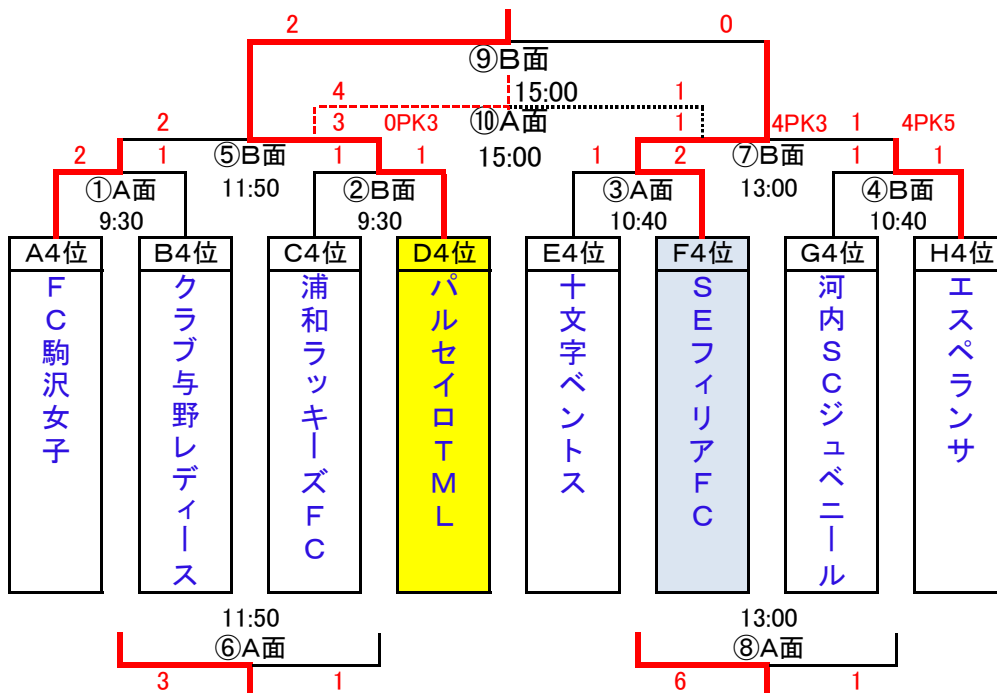 2 0
⑨B面
4 15:00 1
2 3 0PK3 ⑩A面 1 4PK3 1 4PK5
2 1 ⑤B面 1 1 15:00 1 2 ⑦B面 1 1
①A面 11:50 ②B面 ③A面 13:00 ④B面
9:30 9:30 10:40 10:40
A4位 B4位 C4位 D4位 E4位 F4位 G4位 H4位
FC駒沢女子
クラブ与野レディース
浦和ラッキーズFC
パルセイロTML
十文字ベントス
SEフィリアFC
河内SCジュベニール
エスペランサ
11:50 13:00
⑥A面 ⑧A面
3 1 6 1